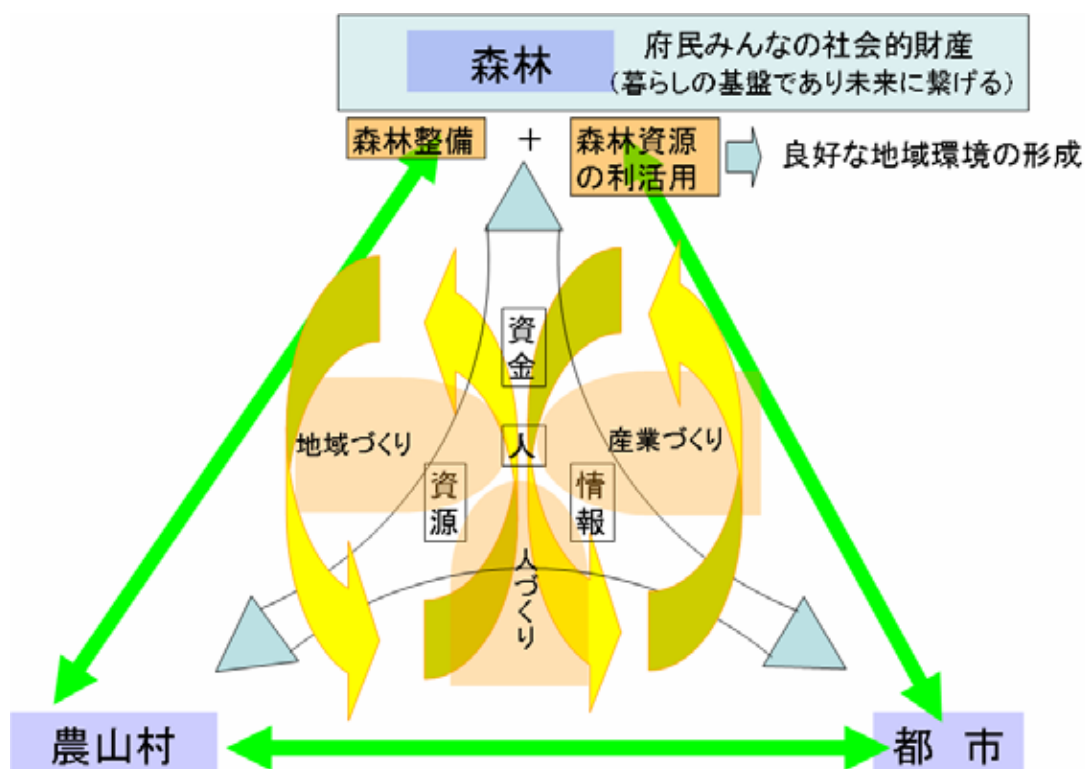 森林
府民みんなの社会的財産
（暮らしの基盤であり未来に繋げる）
森林整備
＋
森林資源
の利活用
良好な地域環境の形成
資金
地域づくり
人
産業づくり
資源
情報
人づくり
農山村
都　市